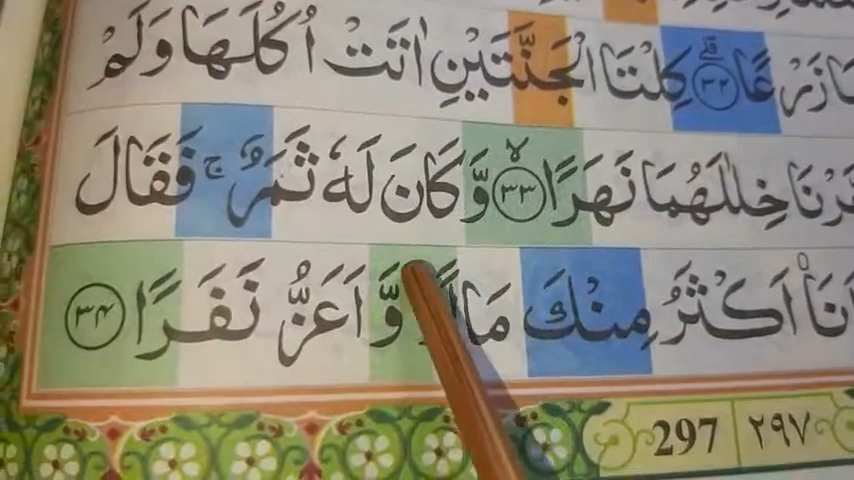 زَرْعًا ﴿٣٢﴾ كِلْتَا الْجَنَّتَيْنِ اٰتَتْ اُكُلَهَا وَلَمْ
خِلٰلَهُمَا نَهَرًا ﴿٣٣﴾ وَّكَانَ لَهٗ ثَمَرٌ ۚ فَقَالَ
اَنَا۠ اَكْثَرُ مِنْكَ مَالًا وَّاَعَزُّ نَفَرًا ﴿٣٤﴾
297 ٢٩٧